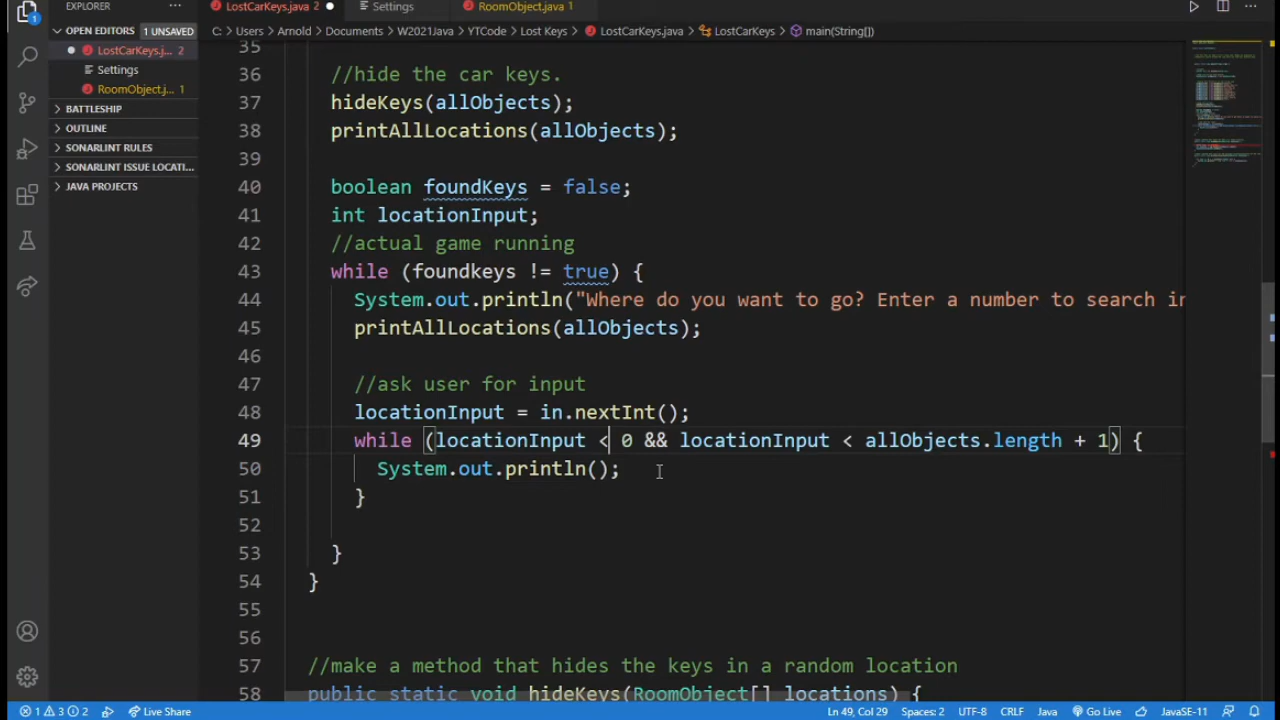 EXPLORER
LostCarKeys.java 2
Settings
RoomObject.java 1
OPEN EDITORS 1 UNSAVED
C: > Users > Arnold > Documents > W2021Java > YTCode > Lost Keys > LostCarKeys.java > LostCarKeys > main(String[])
LostCarKeys.j... 2
Settings
RoomObject.j... 1
BATTLESHIP
OUTLINE
SONARLINT RULES
SONARLINT ISSUE LOCATI...
JAVA PROJECTS
1
35
36 //hide the car keys.
37 hideKeys(allObjects);
38 printAllLocations(allObjects);
39
40 boolean foundKeys = false;
41 int locationInput;
42 //actual game running
43 while (foundkeys != true) {
44 System.out.println("Where do you want to go? Enter a number to search in
45 printAllLocations(allObjects);
46
47 //ask user for input
48 locationInput = in.nextInt();
49 while (locationInput < 0 && locationInput < allObjects.length + 1) {
50 System.out.println();
51 }
52
53 }
54 }
55
56
57 //make a method that hides the keys in a random location
58 public static void hideKeys(RoomObject[] locations) {
1 3 2 Live Share Ln 49, Col 29 Spaces: 2 UTF-8 CRLF Java Go Live JavaSE-11